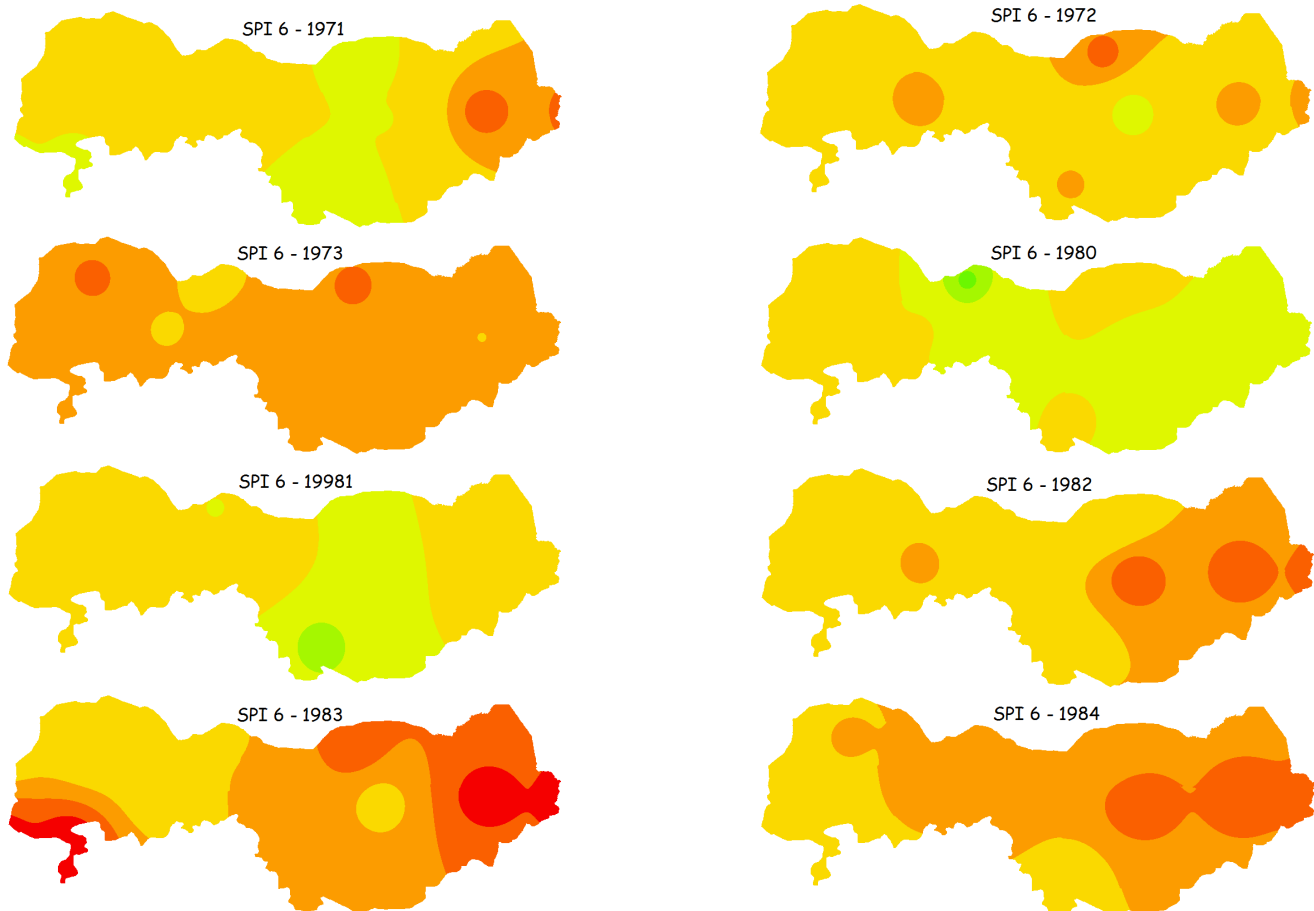 SPI 6 - 1971
SPI 6 - 1972
SPI 6 - 1973
SPI 6 - 1980
SPI 6 - 19981
SPI 6 - 1982
SPI 6 - 1983
SPI 6 - 1984